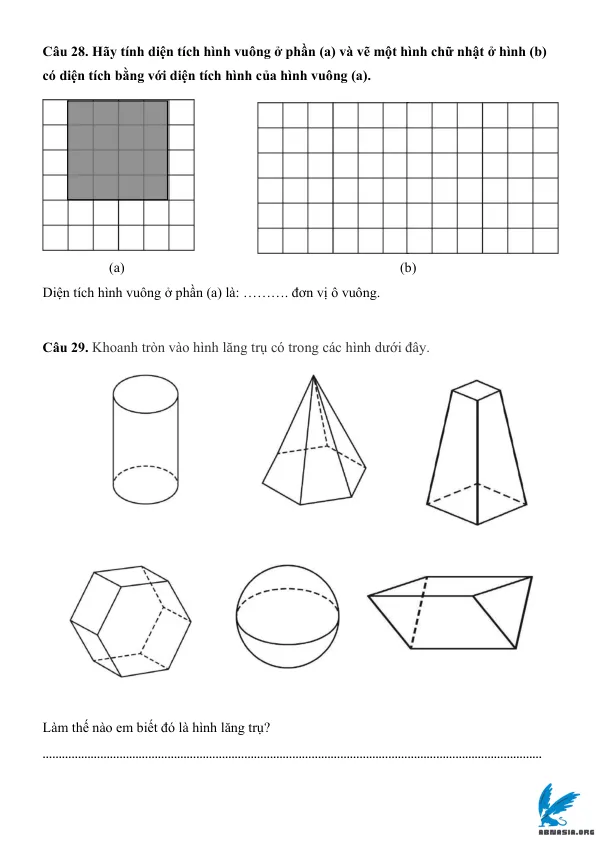 Câu 28. Hãy tính diện tích hình vuông ở phần (a) và vẽ một hình chữ nhật ở hình (b)
có diện tích bằng với diện tích hình của hình vuông (a).
(a) (b)
Diện tích hình vuông ở phần (a) là: ………. đơn vị ô vuông.
Câu 29. Khoanh tròn vào hình lăng trụ có trong các hình dưới đây.
Làm thế nào em biết đó là hình lăng trụ?
................................................................................................................................................................
ABNASIA.ORG